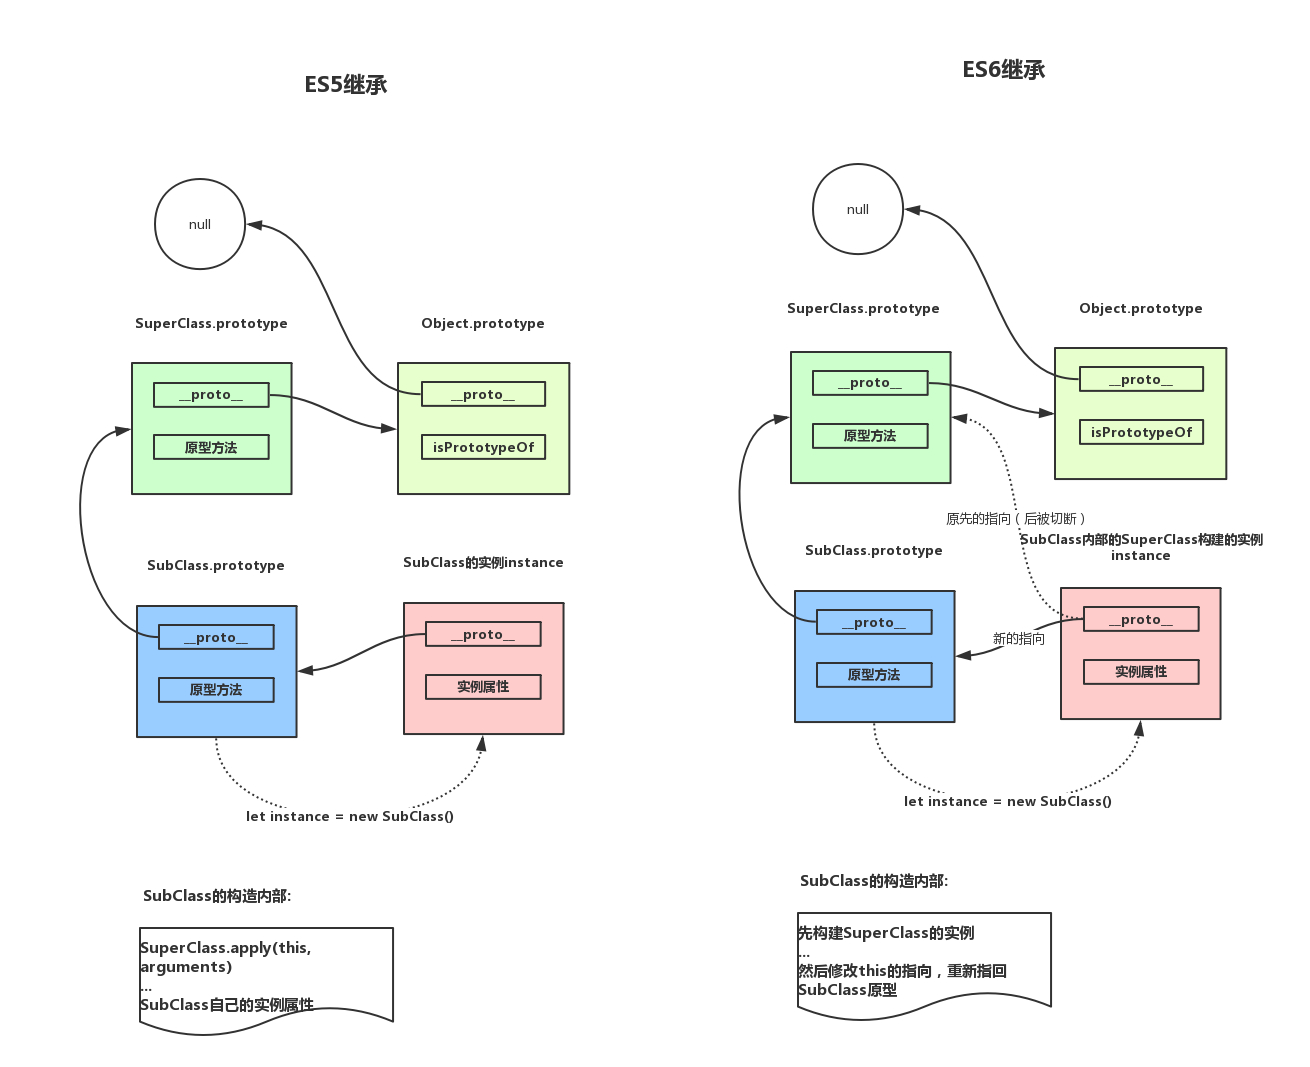 ES5继承
null
SuperClass.prototype
Object.prototype
__proto__
__proto__
原型方法
isPrototypeOf
SubClass.prototype
SubClass的实例instance
__proto__
__proto__
原型方法
实例属性
let instance = new SubClass()
SubClass的构造内部:
SuperClass.apply(this,
arguments)
...
SubClass自己的实例属性
ES6继承
null
SuperClass.prototype
Object.prototype
__proto__
__proto__
原型方法
isPrototypeOf
原先的指向（后被切断）
SubClass.prototype
SubClass内部的SuperClass构建的实例
instance
__proto__
__proto__
新的指向
原型方法
实例属性
let instance = new SubClass()
SubClass的构造内部:
先构建SuperClass的实例
...
然后修改this的指向，重新指回
SubClass原型